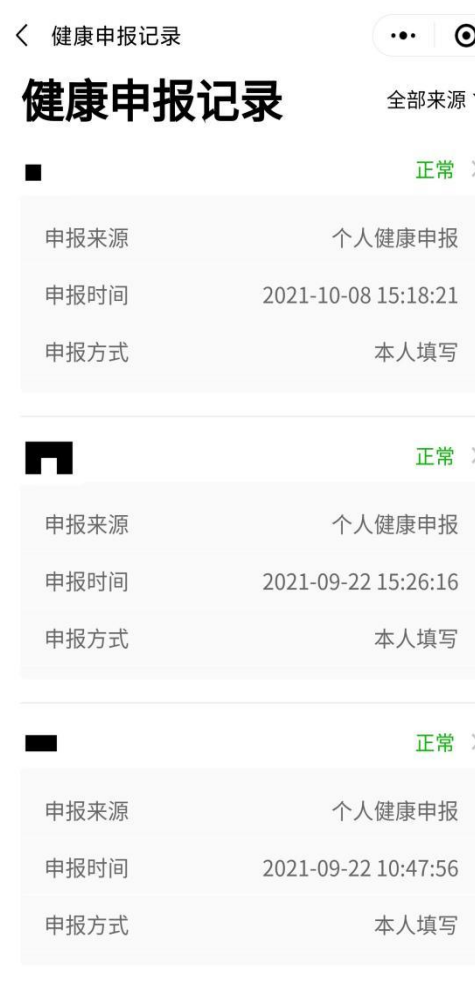 健康申报记录
健康申报记录 全部来源
正常
申报来源 个人健康申报
申报时间 2021-10-08 15:18:21
申报方式 本人填写
正常
申报来源 个人健康申报
申报时间 2021-09-22 15:26:16
申报方式 本人填写
正常
申报来源 个人健康申报
申报时间 2021-09-22 10:47:56
申报方式 本人填写